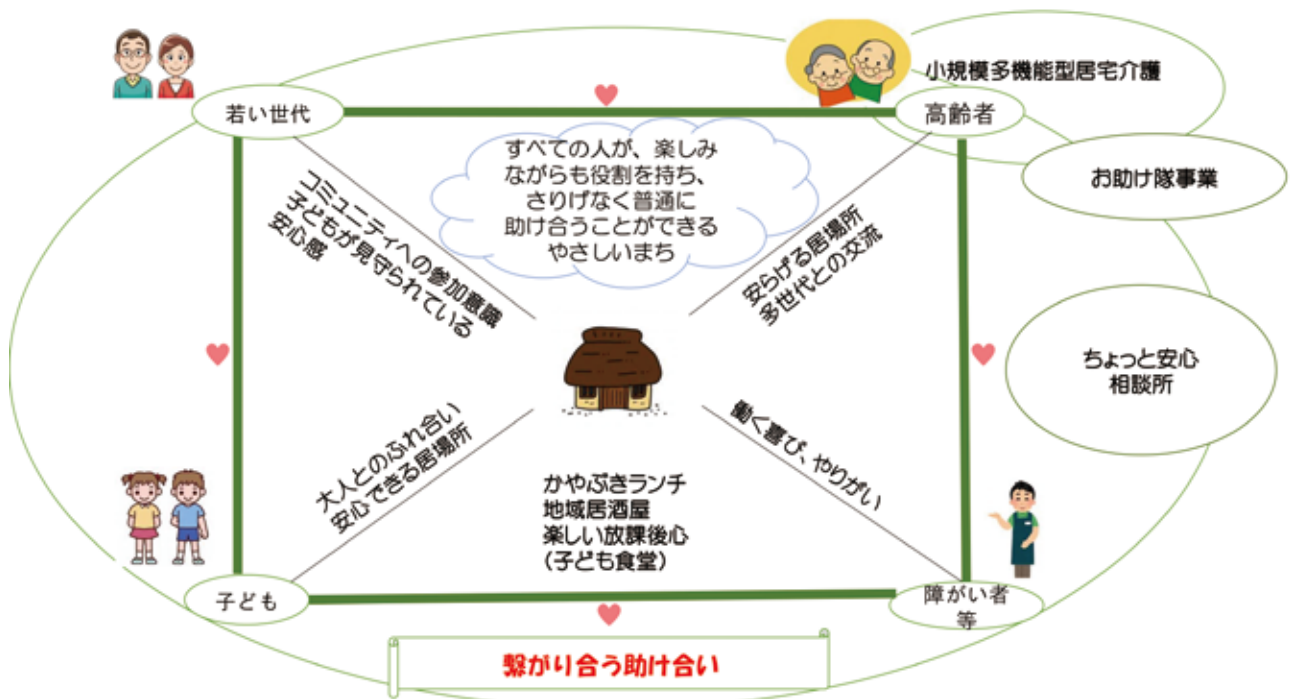 小規模多機能型居宅介護
若い世代
高齢者
すべての人が、楽しみ
ながらも役割を持ち、
さりげなく普通に
助け合うことができる
やさしいまち
お助け隊事業
コミュニティへの参加意識
子どもが見守られている
安心感
安らげる居場所
多世代との交流
ちょっと安心
相談所
大人とのふれ合い
安心できる居場所
働く喜び、やりがい
かやぶきランチ
地域居酒屋
楽しい放課後心
(子ども食堂)
子ども
障がい者
等
繋がり合う助け合い